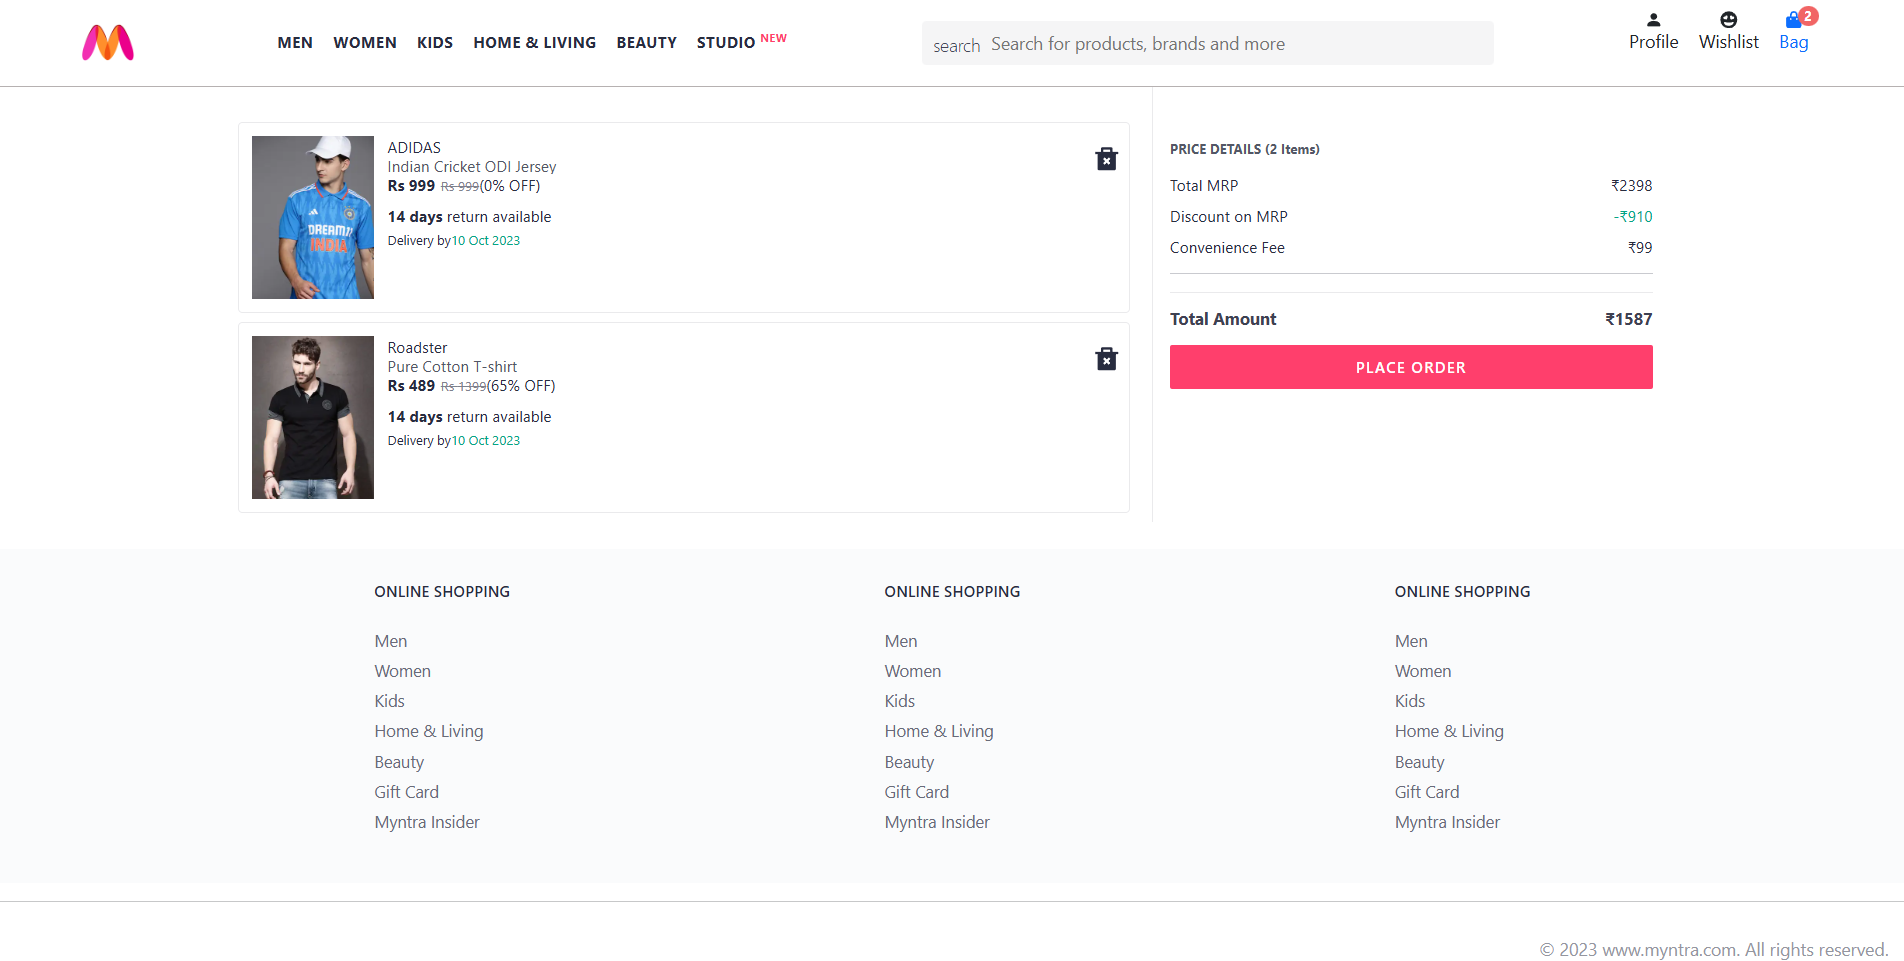 MEN WOMEN KIDS HOME & LIVING BEAUTY STUDIO NEW
search Search for products, brands and more
Profile Wishlist Bag 2
ADIDAS
Indian Cricket ODI Jersey
Rs 999 Rs 999(0% OFF)
14 days return available
Delivery by10 Oct 2023
DREAM11
INDIA
Roadster
Pure Cotton T-shirt
Rs 489 Rs 1399(65% OFF)
14 days return available
Delivery by10 Oct 2023
PRICE DETAILS (2 Items)
Total MRP ₹2398
Discount on MRP -₹910
Convenience Fee ₹99
Total Amount ₹1587
PLACE ORDER
ONLINE SHOPPING
Men
Women
Kids
Home & Living
Beauty
Gift Card
Myntra Insider
ONLINE SHOPPING
Men
Women
Kids
Home & Living
Beauty
Gift Card
Myntra Insider
ONLINE SHOPPING
Men
Women
Kids
Home & Living
Beauty
Gift Card
Myntra Insider
© 2023 www.myntra.com. All rights reserved.